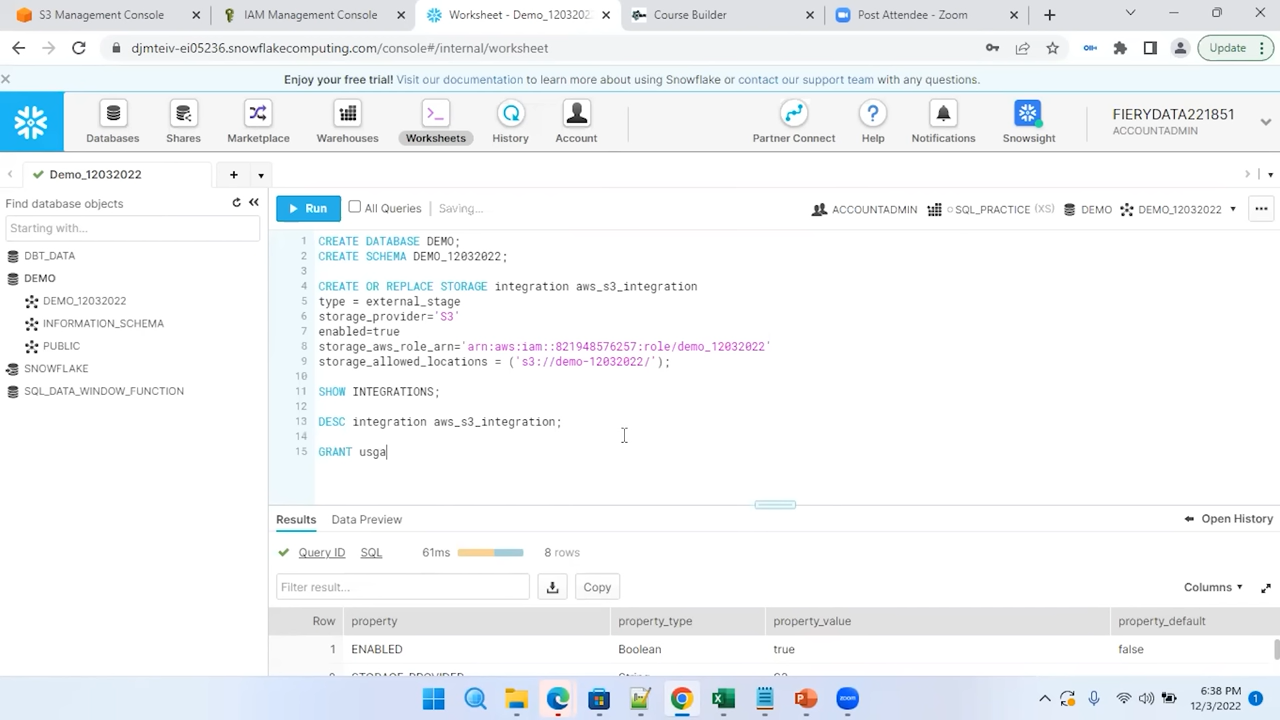 S3 Management Console
IAM Management Console
Worksheet - Demo_12032022
Course Builder
Post Attendee - Zoom
djmteiv-ei05236.snowflakecomputing.com/console#/internal/worksheet
Update
Enjoy your free trial! Visit our documentation to learn more about using Snowflake or contact our support team with any questions.
Databases
Shares
Marketplace
Warehouses
Worksheets
History
Account
Partner Connect
Help
Notifications
Snowsight
FIERYDATA221851
ACCOUNTADMIN
Demo_12032022
Find database objects
Starting with...
DBT_DATA
DEMO
DEMO_12032022
INFORMATION_SCHEMA
PUBLIC
SNOWFLAKE
SQL_DATA_WINDOW_FUNCTION
Run
All Queries
Saving...
ACCOUNTADMIN
SQL_PRACTICE (XS)
DEMO
DEMO_12032022
1 CREATE DATABASE DEMO;
2 CREATE SCHEMA DEMO_12032022;
3
4 CREATE OR REPLACE STORAGE integration aws_s3_integration
5 type = external_stage
6 storage_provider='S3'
7 enabled=true
8 storage_aws_role_arn='arn:aws:iam::821948576257:role/demo_12032022'
9 storage_allowed_locations = ('s3://demo-12032022/');
10
11 SHOW INTEGRATIONS;
12
13 DESC integration aws_s3_integration;
14
15 GRANT usga
Results
Data Preview
Open History
Query ID
SQL
61ms
8 rows
Filter result...
Copy
Columns
Row property property_type property_value property_default
1 ENABLED Boolean true false
6:38 PM
12/3/2022
1
zoom